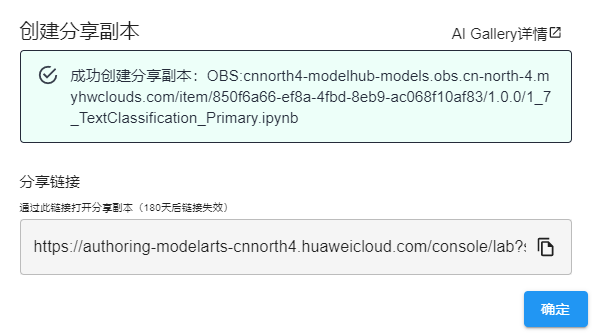 创建分享副本
AI Gallery详情
成功创建分享副本：OBS:cnnorth4-modelhub-models.obs.cn-north-4.m
yhwclouds.com/item/850f6a66-ef8a-4fbd-8eb9-ac068f10af83/1.0.0/1_7
_TextClassification_Primary.ipynb
分享链接
通过此链接打开分享副本（180天后链接失效）
https://authoring-modelarts-cnnorth4.huaweicloud.com/console/lab?s
确定